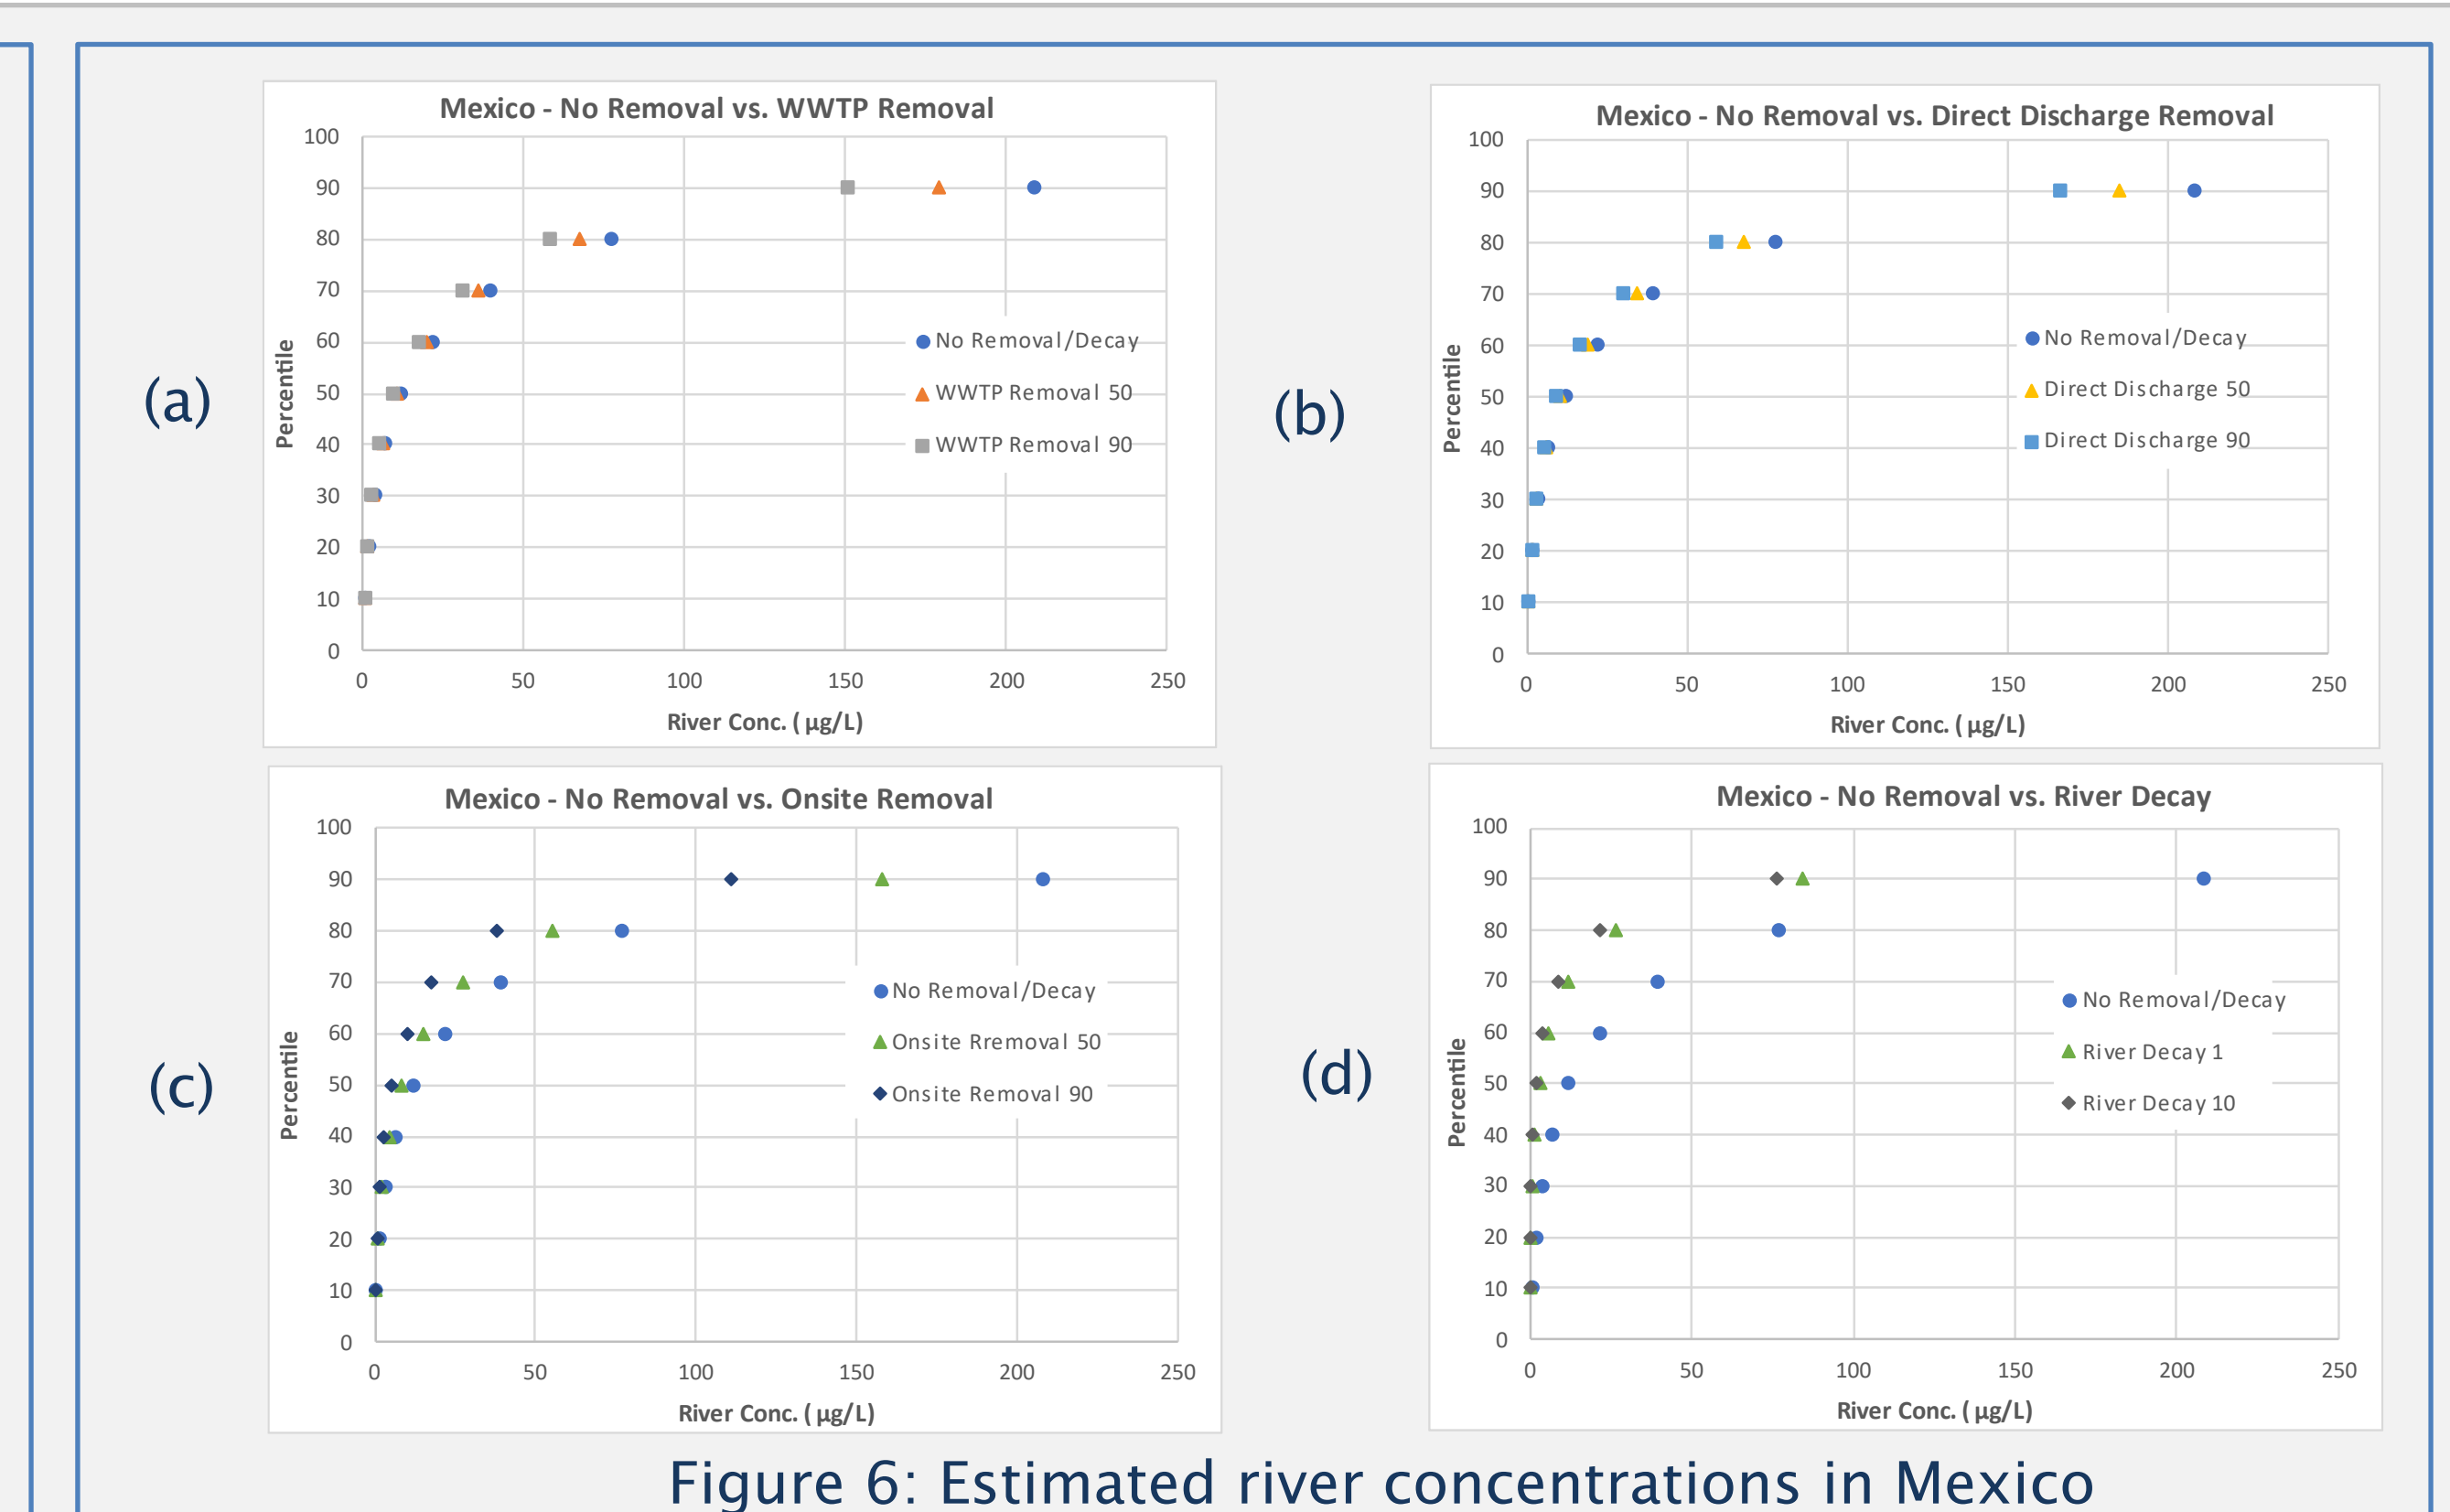 (a)
Mexico - No Removal vs. WWTP Removal
Percentile
100
90
80
70
60
50
40
30
20
10
0
No Removal/Decay
WWTP Removal 50
WWTP Removal 90
0 50 100 150 200 250
River Conc. ( µg/L)
(b)
Mexico - No Removal vs. Direct Discharge Removal
Percentile
100
90
80
70
60
50
40
30
20
10
0
No Removal/Decay
Direct Discharge 50
Direct Discharge 90
0 50 100 150 200 250
River Conc. ( µg/L)
(c)
Mexico - No Removal vs. Onsite Removal
Percentile
100
90
80
70
60
50
40
30
20
10
0
No Removal/Decay
Onsite Rremoval 50
Onsite Removal 90
0 50 100 150 200 250
River Conc. ( µg/L)
(d)
Mexico - No Removal vs. River Decay
Percentile
100
90
80
70
60
50
40
30
20
10
0
No Removal/Decay
River Decay 1
River Decay 10
0 50 100 150 200 250
River Conc. ( µg/L)
Figure 6: Estimated river concentrations in Mexico